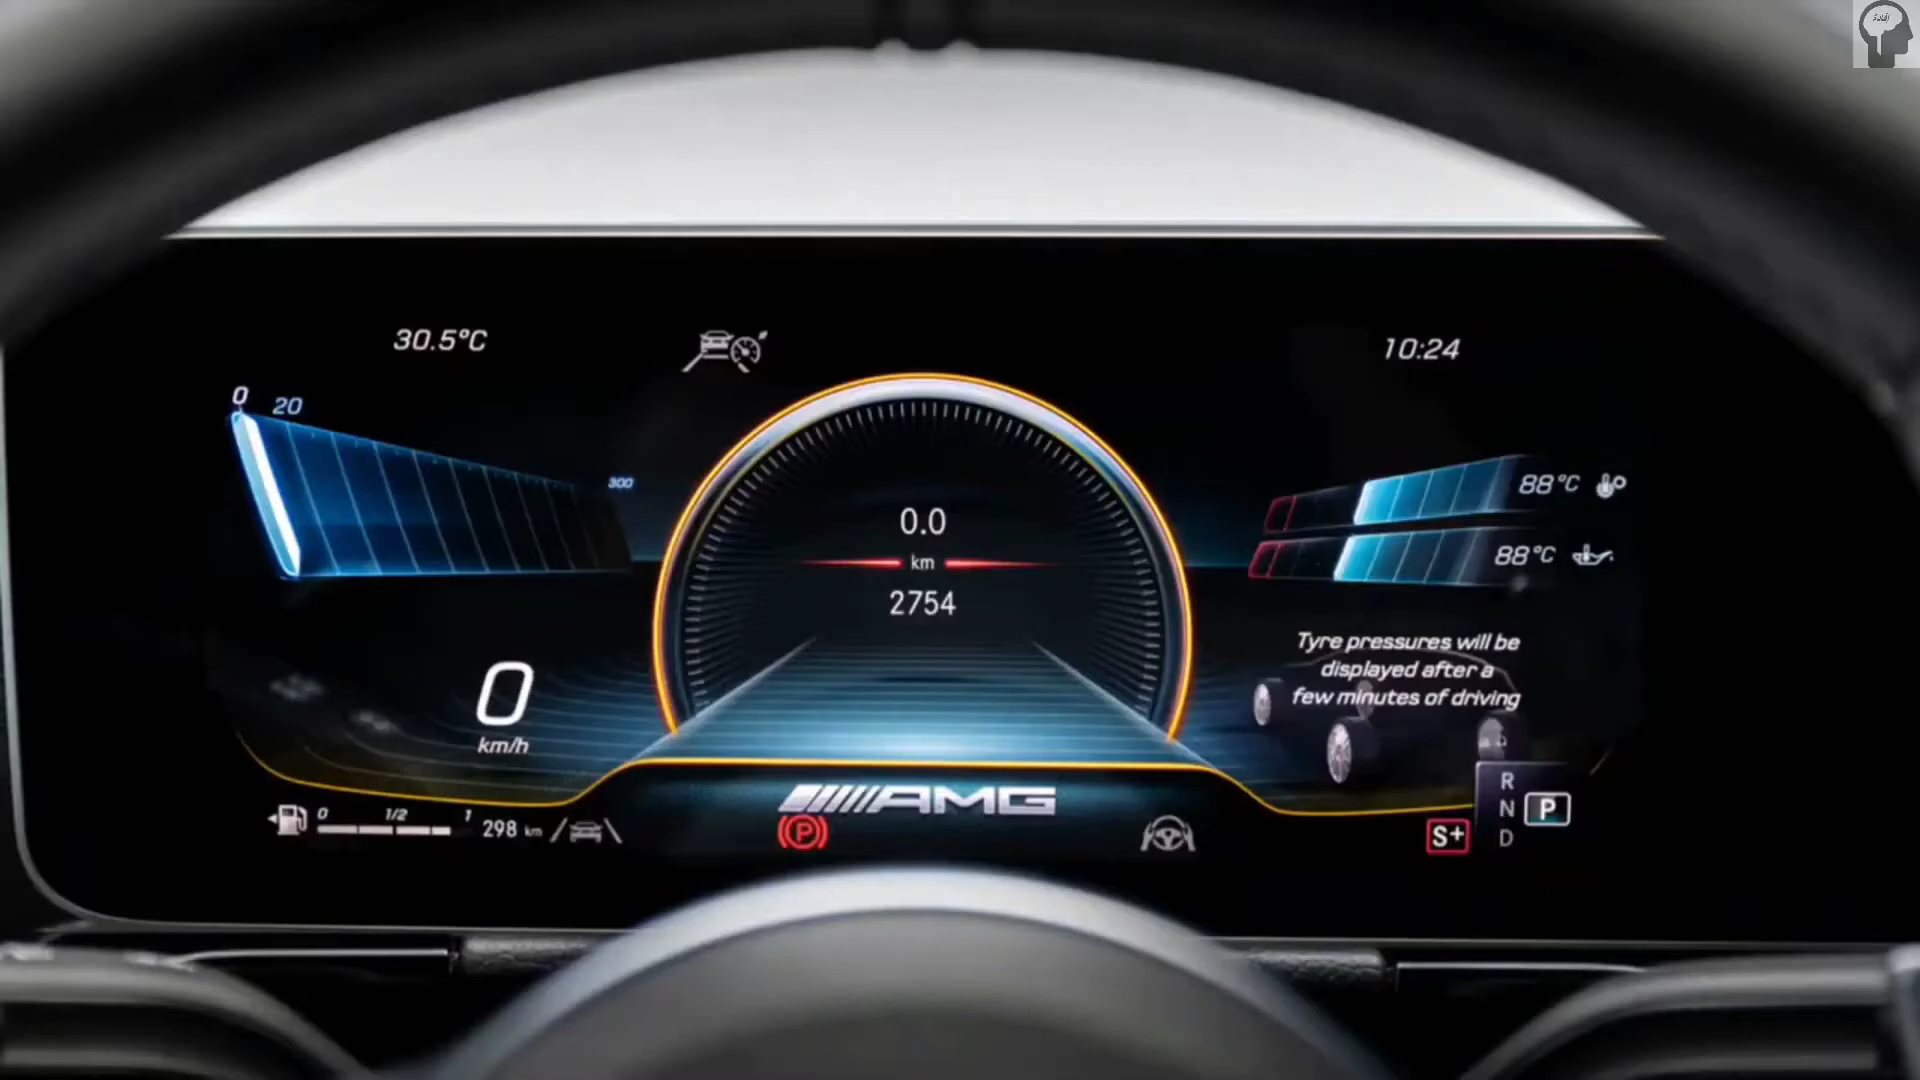 30.5°C
10:24
0
20
300
88°C
88°C
0.0
km
2754
Tyre pressures will be
displayed after a
few minutes of driving
0
km/h
AMG
0
1/2
1
298 km
P
S+
R
N
D
P